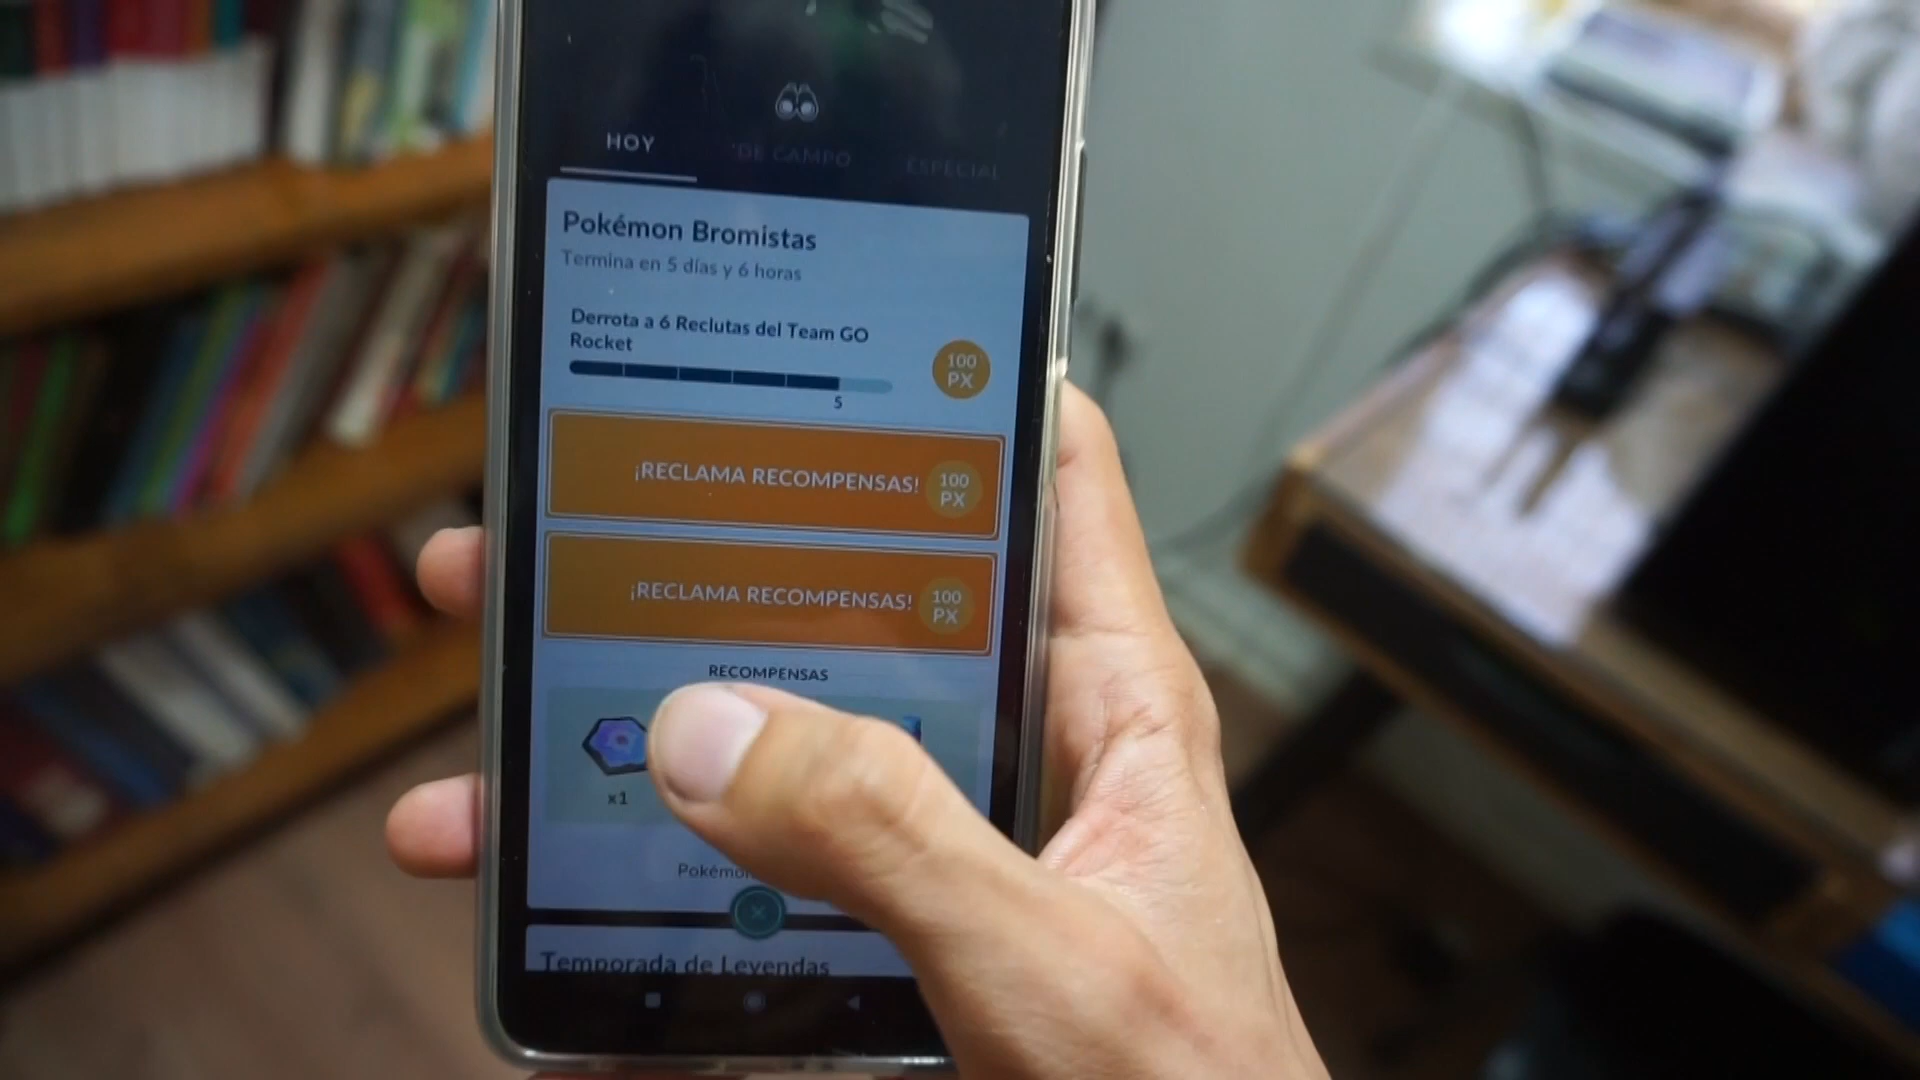 HOY
DE CAMPO
ESPECIAL
Pokémon Bromistas
Termina en 5 días y 6 horas
Derrota a 6 Reclutas del Team GO
Rocket
100
PX
5
¡RECLAMA RECOMPENSAS!
100
PX
¡RECLAMA RECOMPENSAS!
100
PX
RECOMPENSAS
x1
Temporada de Leyendas